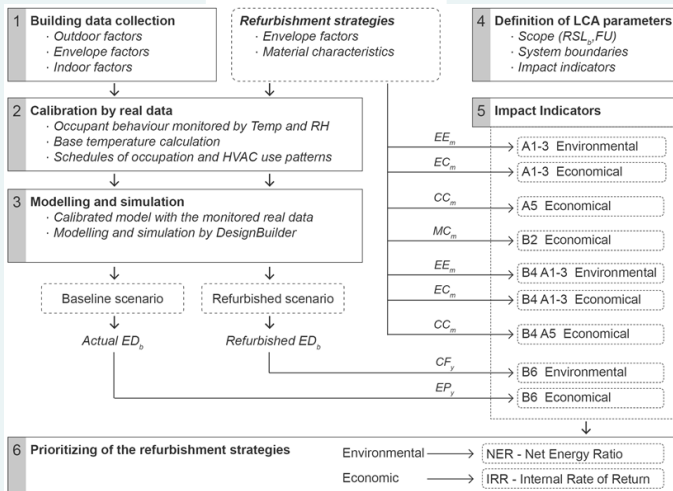 1 Building data collection
· Outdoor factors
· Envelope factors
· Indoor factors
Refurbishment strategies
· Envelope factors
· Material characteristics
4 Definition of LCA parameters
· Scope (RSLb,FU)
· System boundaries
· Impact indicators
2 Calibration by real data
· Occupant behaviour monitored by Temp and RH
· Base temperature calculation
· Schedules of occupation and HVAC use patterns
3 Modelling and simulation
· Calibrated model with the monitored real data
· Modelling and simulation by DesignBuilder
Baseline scenario
Refurbished scenario
Actual EDb
Refurbished EDb
5 Impact Indicators
EEm A1-3 Environmental
ECm A1-3 Economical
CCm A5 Economical
MCm B2 Economical
EEm B4 A1-3 Environmental
ECm B4 A1-3 Economical
CCm B4 A5 Economical
CFy B6 Environmental
EPy B6 Economical
6 Prioritizing of the refurbishment strategies
Environmental NER - Net Energy Ratio
Economic IRR - Internal Rate of Return